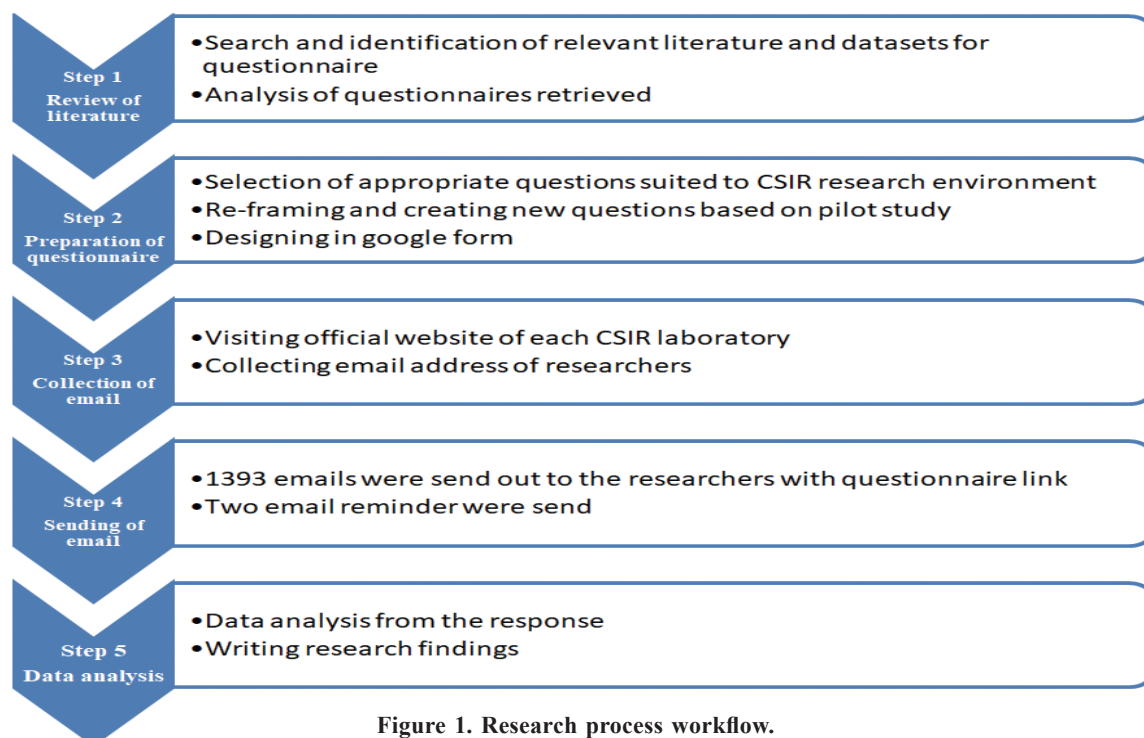 Step 1
Review of
literature
•Search and identification of relevant literature and datasets for
questionnaire
•Analysis of questionnaires retrieved
Step 2
Preparation of
questionnaire
•Selection of appropriate questions suited to CSIR research environment
•Re-framing and creating new questions based on pilot study
•Designing in google form
Step 3
Collection of
email
•Visiting official website of each CSIR laboratory
•Collecting email address of researchers
Step 4
Sending of
email
•1393 emails were send out to the researchers with questionnaire link
•Two email reminder were send
Step 5
Data analysis
•Data analysis from the response
•Writing research findings
Figure 1. Research process workflow.